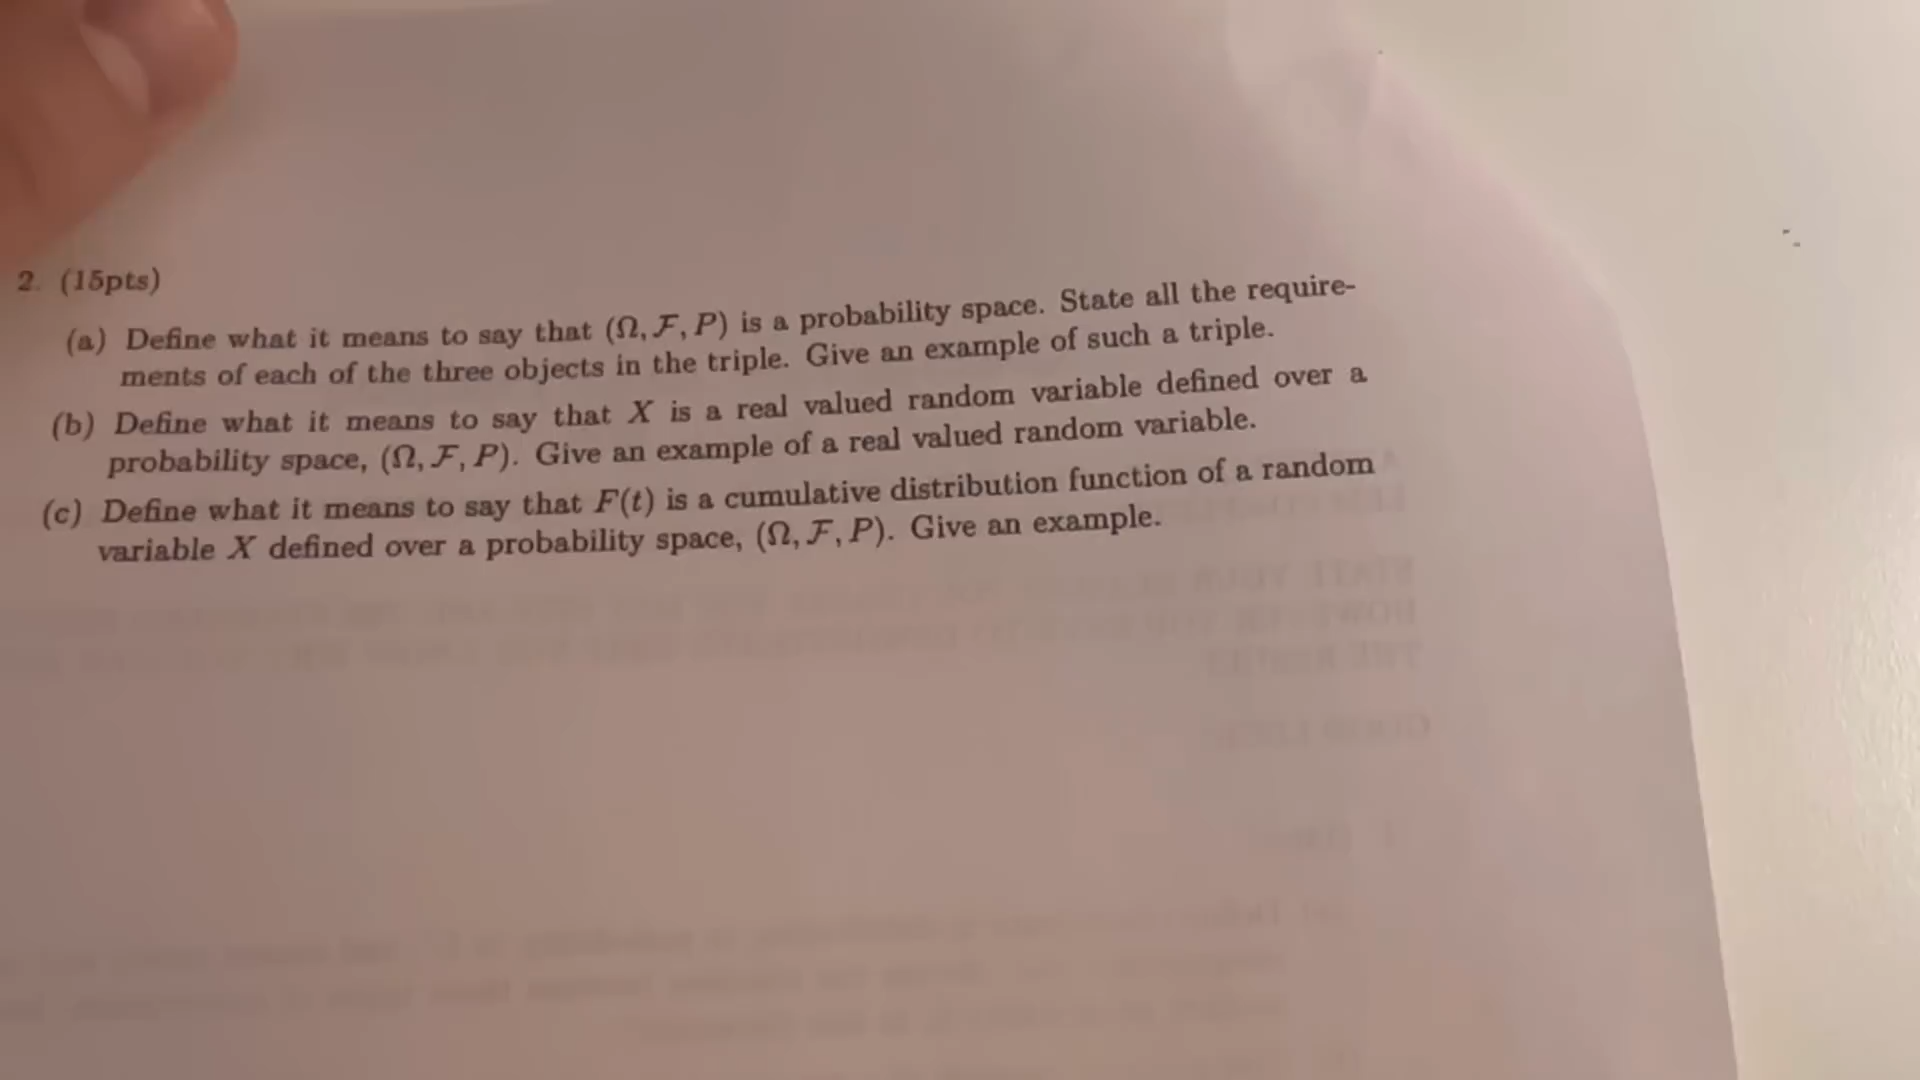 2. (15pts)
(a) Define what it means to say that (Ω, ℱ, P) is a probability space. State all the require-
ments of each of the three objects in the triple. Give an example of such a triple.
(b) Define what it means to say that X is a real valued random variable defined over a
probability space, (Ω, ℱ, P). Give an example of a real valued random variable.
(c) Define what it means to say that F(t) is a cumulative distribution function of a random
variable X defined over a probability space, (Ω, ℱ, P). Give an example.